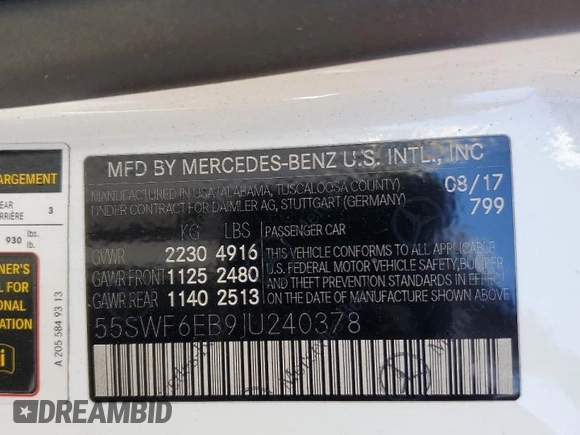 MFD BY MERCEDES-BENZ U.S. INTL., INC
MANUFACTURED IN USA (ALABAMA, TUSCALOOSA COUNTY)
UNDER CONTRACT FOR DAIMLER AG, STUTTGART (GERMANY)
08/17
799
KG LBS PASSENGER CAR
GVWR 2230 4916
GAWR FRONT 1125 2480
GAWR REAR 1140 2513
THIS VEHICLE CONFORMS TO ALL APPLICABLE
U.S. FEDERAL MOTOR VEHICLE SAFETY, BUMPER
AND THEFT PREVENTION STANDARDS IN EFFECT
ON THE DATE OF MANUFACTURE SHOWN ABOVE.
55SWF6EB9JU240378
ARGEMENT
EAR
RRIÈRE 3
930 lbs.
lb.
NER'S
FOR
ONAL
TION
A 205 584 93 13
DREAMBID